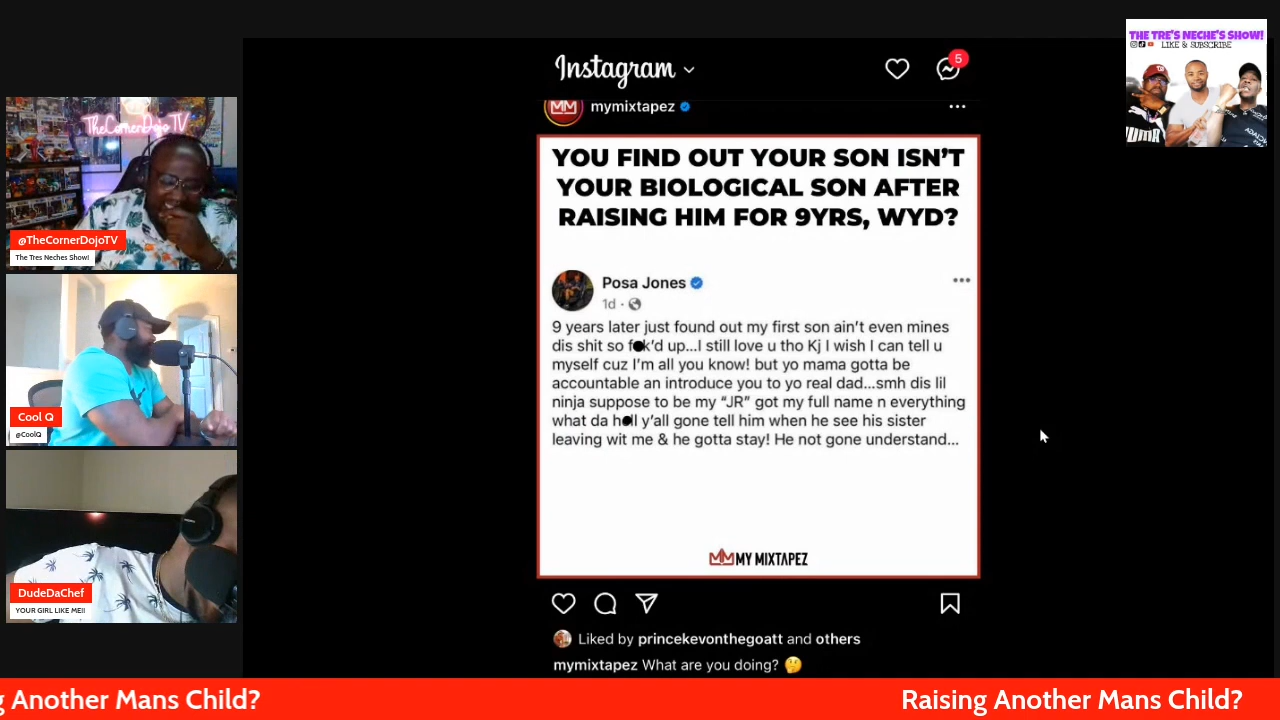 Instagram
5
THE TRE'S NECHE'S SHOW!
LIKE & SUBSCRIBE
mymixtapez
YOU FIND OUT YOUR SON ISN'T
YOUR BIOLOGICAL SON AFTER
RAISING HIM FOR 9YRS, WYD?
Posa Jones
1d ·
9 years later just found out my first son ain't even mines
dis shit so f k'd up...I still love u tho Kj I wish I can tell u
myself cuz I'm all you know! but yo mama gotta be
accountable an introduce you to yo real dad...smh dis lil
ninja suppose to be my “JR” got my full name n everything
what da h ll y'all gone tell him when he see his sister
leaving wit me & he gotta stay! He not gone understand...
MM MY MIXTAPEZ
Liked by princekevonthegoatt and others
mymixtapez What are you doing? 🤔
TheCornerDojoTV
@TheCornerDojoTV
The Tres Neches Show!
Cool Q
@CoolQ
DudeDaChef
YOUR GIRL LIKE ME!!
g Another Mans Child?
Raising Another Mans Child?